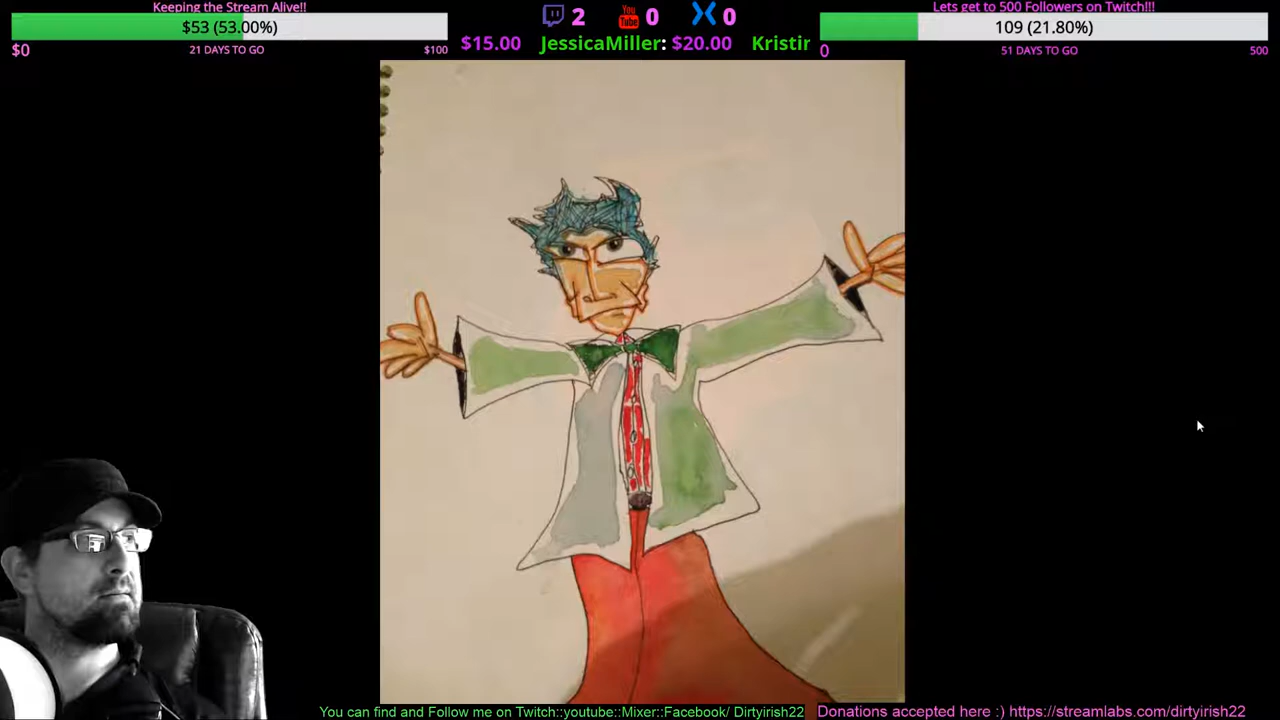 Keeping the Stream Alive!!
$53 (53.00%)
$0
21 DAYS TO GO
$100
2
You Tube 0
0
$15.00 JessicaMiller: $20.00 Kristir
Lets get to 500 Followers on Twitch!!!
109 (21.80%)
0
51 DAYS TO GO
500
You can find and Follow me on Twitch::youtube::Mixer::Facebook/ Dirtyirish22
Donations accepted here :) https://streamlabs.com/dirtyirish22